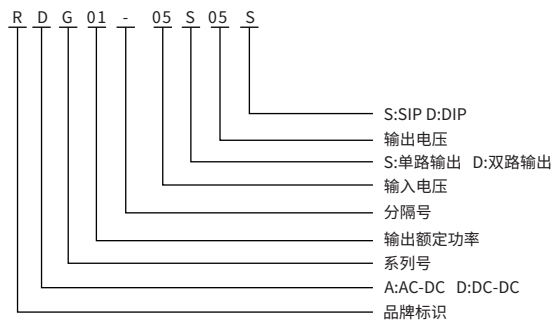 R D G 01 - 05 S 05 S
S:SIP D:DIP
输出电压
S:单路输出 D:双路输出
输入电压
分隔号
输出额定功率
系列号
A:AC-DC D:DC-DC
品牌标识